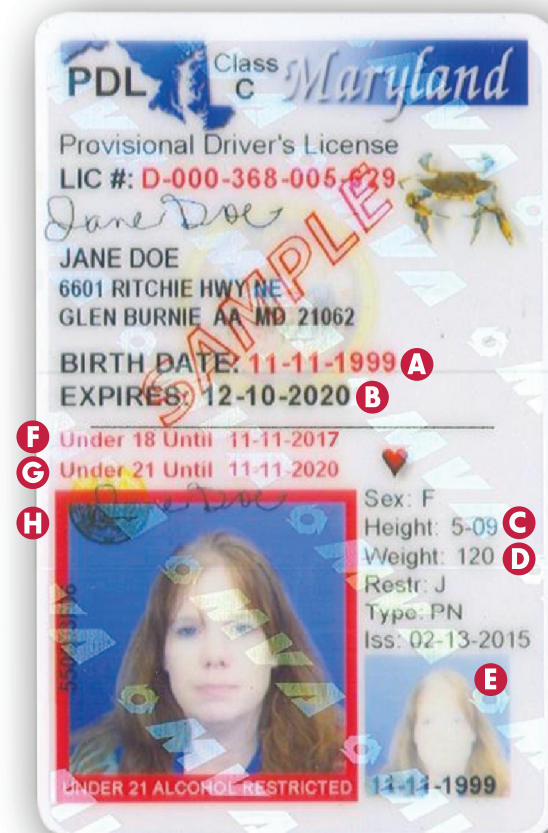 PDL Class C Maryland
Provisional Driver's License
LIC #: D-000-368-005-629
Jane Doe
JANE DOE
6601 RITCHIE HWY NE
GLEN BURNIE AA MD 21062
SAMPLE
BIRTH DATE: 11-11-1999 A
EXPIRES: 12-10-2020 B
F Under 18 Until 11-11-2017
G Under 21 Until 11-11-2020
H
Jane Doe
Sex: F
Height: 5-09 C
Weight: 120 D
Restr: J
Type: PN
Iss: 02-13-2015
E
UNDER 21 ALCOHOL RESTRICTED
11-11-1999
MVA